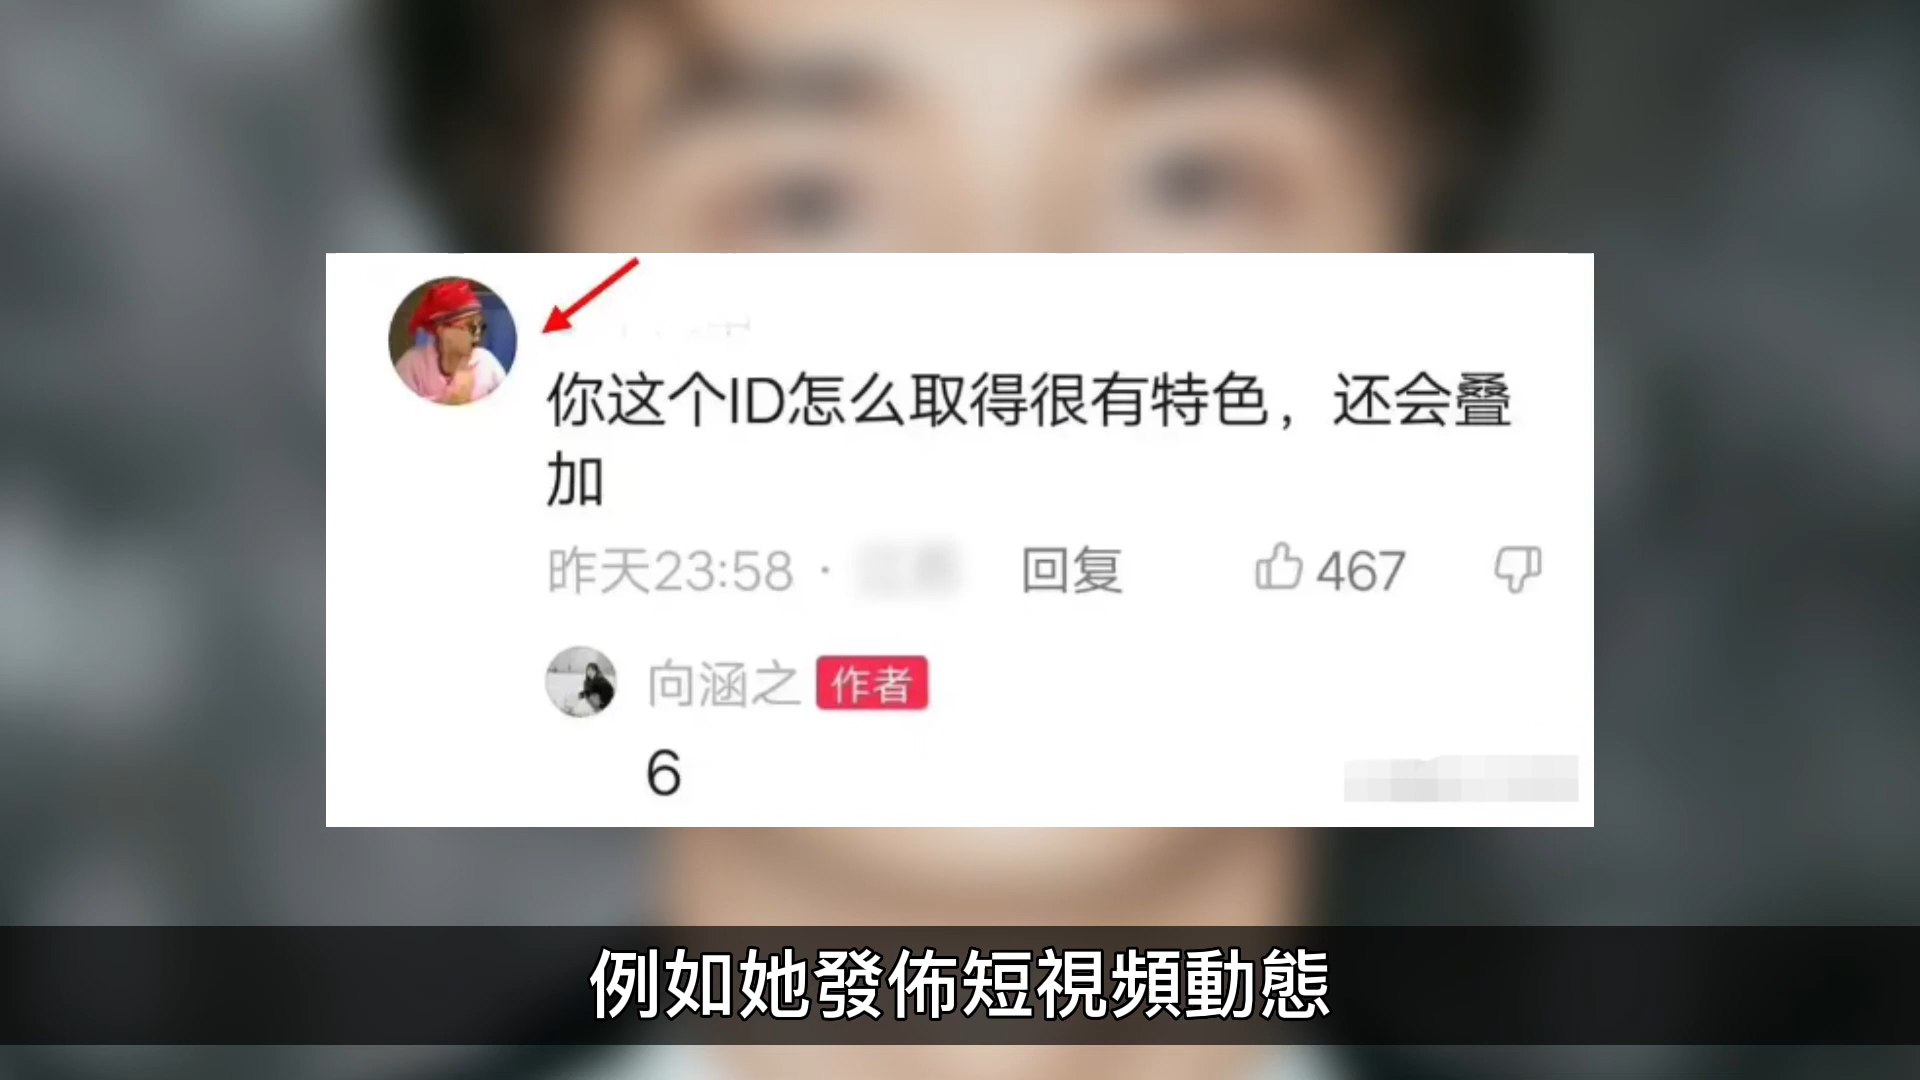 你这个ID怎么取得很有特色，还会叠
加
昨天23:58 · 回复 467
向涵之 作者
6
例如她發佈短視頻動態